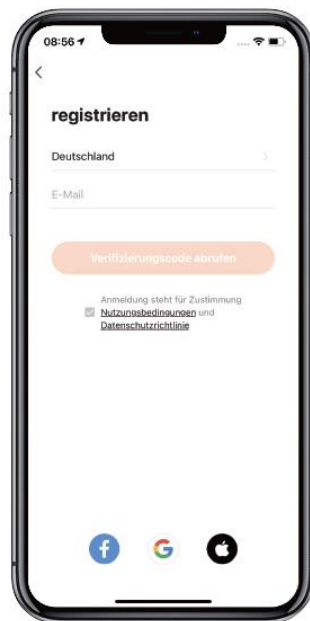 08:56
registrieren
Deutschland
E-Mail
Verifizierungscode abrufen
Anmeldung steht für Zustimmung
Nutzungsbedingungen und
Datenschutzrichtlinie